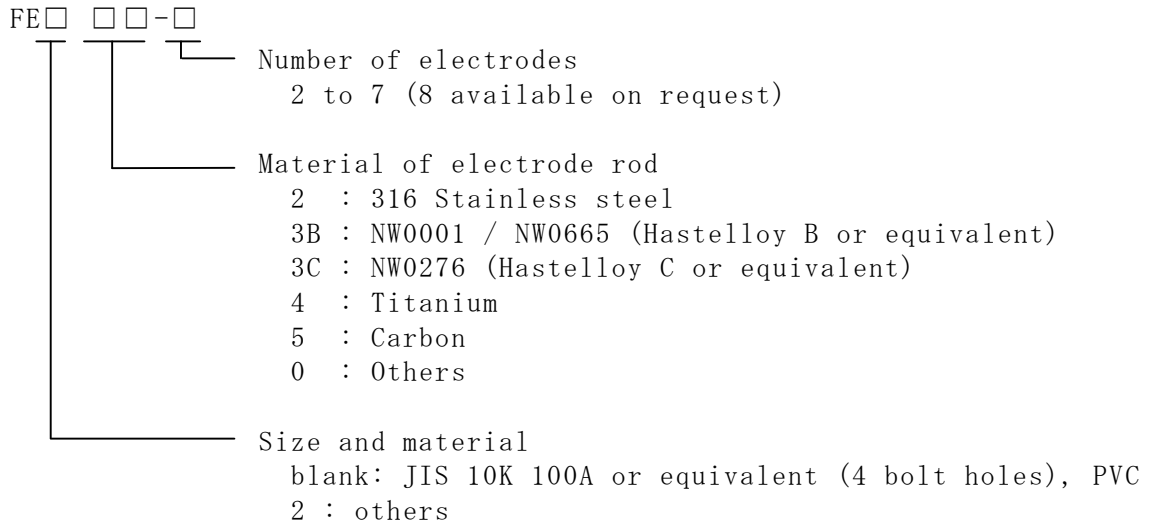 FE□ □□-□
Number of electrodes
2 to 7 (8 available on request)
Material of electrode rod
2 : 316 Stainless steel
3B : NW0001 / NW0665 (Hastelloy B or equivalent)
3C : NW0276 (Hastelloy C or equivalent)
4 : Titanium
5 : Carbon
0 : Others
Size and material
blank: JIS 10K 100A or equivalent (4 bolt holes), PVC
2 : others